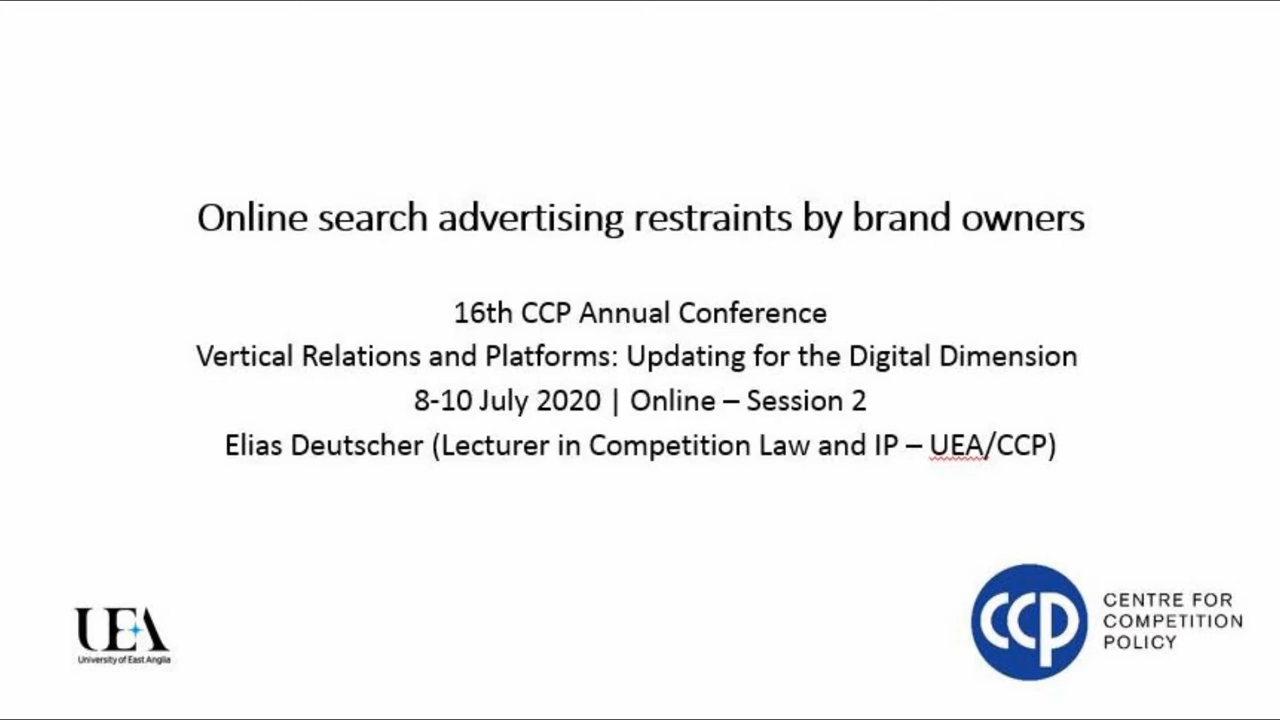 Online search advertising restraints by brand owners
16th CCP Annual Conference
Vertical Relations and Platforms: Updating for the Digital Dimension
8-10 July 2020 | Online – Session 2
Elias Deutscher (Lecturer in Competition Law and IP – UEA/CCP)
UEA
University of East Anglia
CCP
CENTRE FOR
COMPETITION
POLICY